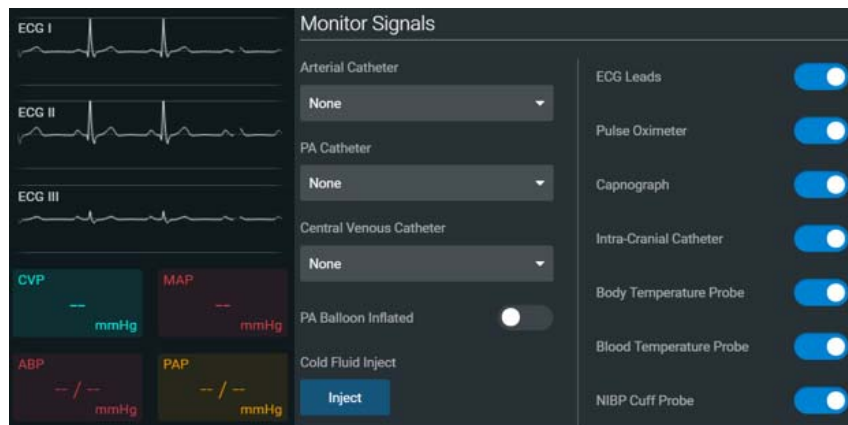 ECG I
ECG II
ECG III
CVP
--
mmHg
MAP
--
mmHg
ABP
-- / --
mmHg
PAP
-- / --
mmHg
Monitor Signals
Arterial Catheter
None
PA Catheter
None
Central Venous Catheter
None
PA Balloon Inflated
Cold Fluid Inject
Inject
ECG Leads
Pulse Oximeter
Capnograph
Intra-Cranial Catheter
Body Temperature Probe
Blood Temperature Probe
NIBP Cuff Probe